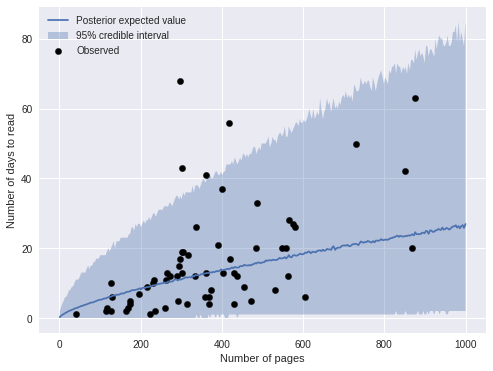 Posterior expected value
95% credible interval
Observed
Number of days to read
80
60
40
20
0
0 200 400 600 800 1000
Number of pages